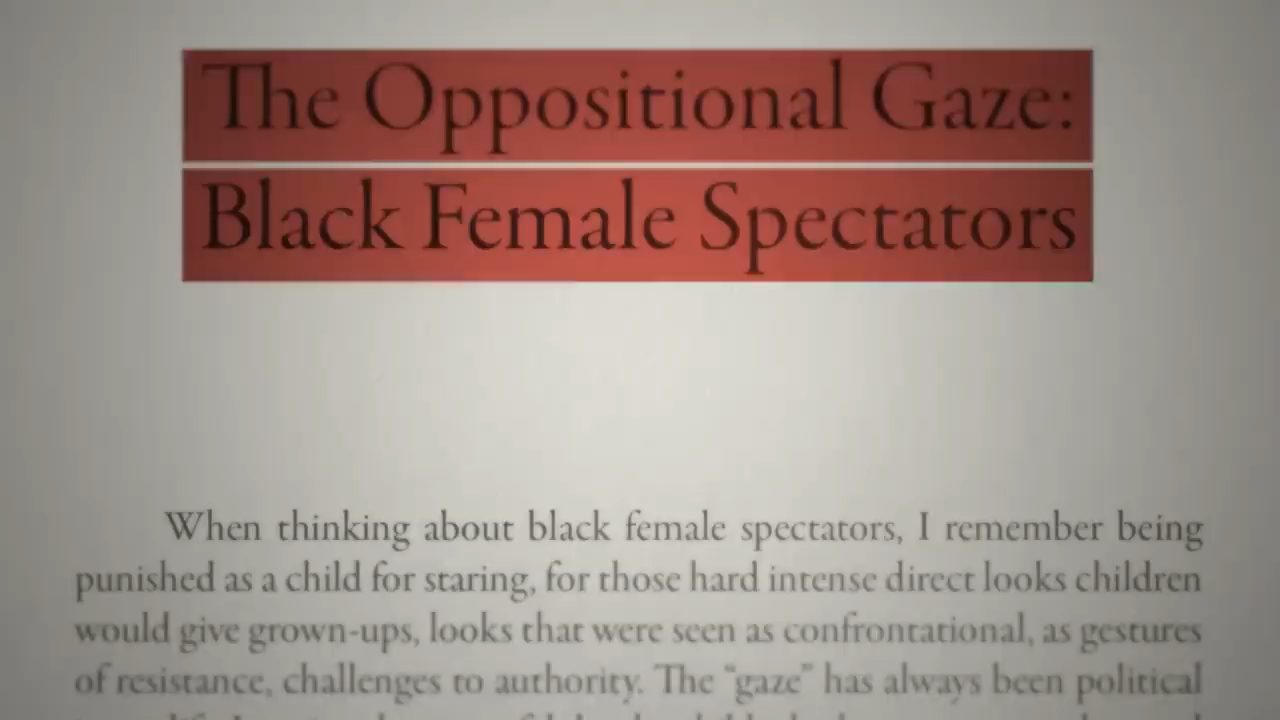 The Oppositional Gaze:
Black Female Spectators
When thinking about black female spectators, I remember being
punished as a child for staring, for those hard intense direct looks children
would give grown-ups, looks that were seen as confrontational, as gestures
of resistance, challenges to authority. The “gaze” has always been political